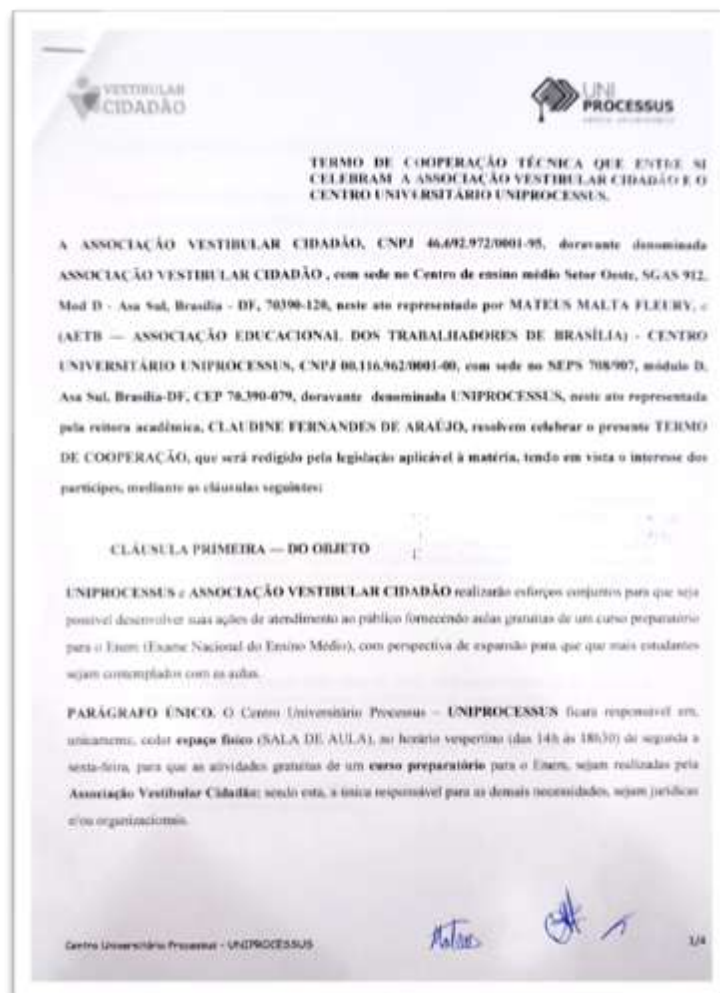 VESTIBULAR
CIDADÃO
UNI
PROCESSUS
TERMO DE COOPERAÇÃO TÉCNICA QUE ENTRE SI
CELEBRAM A ASSOCIAÇÃO VESTIBULAR CIDADÃO E O
CENTRO UNIVERSITÁRIO UNIPROCESSUS.
A ASSOCIAÇÃO VESTIBULAR CIDADÃO, CNPJ 46.692.972/0001-95, doravante denominada
ASSOCIAÇÃO VESTIBULAR CIDADÃO , com sede no Centro de ensino médio Setor Oeste, SGAS 912,
Mod D - Asa Sul, Brasília - DF, 70390-120, neste ato representado por MATEUS MALTA FLEURY, e
(AETB — ASSOCIAÇÃO EDUCACIONAL DOS TRABALHADORES DE BRASÍLIA) - CENTRO
UNIVERSITÁRIO UNIPROCESSUS, CNPJ 00.116.962/0001-00, com sede no SEPS 708/907, módulo D,
Asa Sul, Brasília-DF, CEP 70.390-079, doravante denominada UNIPROCESSUS, neste ato representada
pela reitora acadêmica, CLAUDINE FERNANDES DE ARAÚJO, resolvem celebrar o presente TERMO
DE COOPERAÇÃO, que será redigido pela legislação aplicável à matéria, tendo em vista o interesse dos
partícipes, mediante as cláusulas seguintes:
CLÁUSULA PRIMEIRA — DO OBJETO
UNIPROCESSUS e ASSOCIAÇÃO VESTIBULAR CIDADÃO realizarão esforços conjuntos para que seja
possível desenvolver suas ações de atendimento ao público fornecendo aulas gratuitas de um curso preparatório
para o Enem (Exame Nacional do Ensino Médio), com perspectiva de expansão para que que mais estudantes
sejam contemplados com as aulas.
PARÁGRAFO ÚNICO. O Centro Universitário Processus – UNIPROCESSUS ficará responsável em,
unicamente, ceder espaço físico (SALA DE AULA), no horário vespertino (das 14h às 18h30) de segunda a
sexta-feira, para que as atividades gratuitas de um curso preparatório para o Enem, sejam realizadas pela
Associação Vestibular Cidadão; sendo esta, a única responsável para as demais necessidades, sejam jurídicas
e/ou organizacionais.
Centro Universitário Processus - UNIPROCESSUS
Mateus
1/4